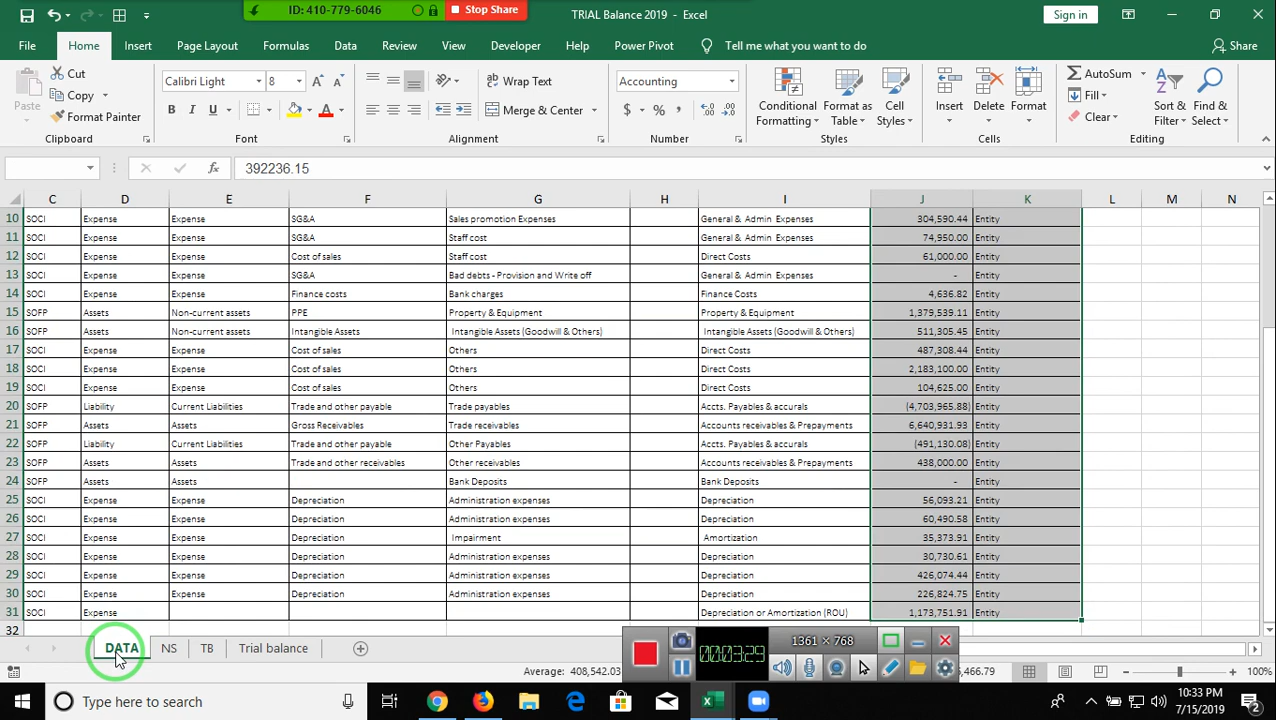 ID: 410-779-6046
Stop Share
TRIAL Balance 2019 - Excel
Sign in
File Home Insert Page Layout Formulas Data Review View Developer Help Power Pivot Tell me what you want to do Share
Paste Cut Copy Format Painter Clipboard
Calibri Light 8 B I U A Font
Wrap Text Merge & Center Alignment
Accounting $ % , Number
Conditional Formatting Format as Table Cell Styles Styles
Insert Delete Format Cells
AutoSum Fill Clear Sort & Filter Find & Select Editing
fx 392236.15
C D E F G H I J K L M N
10 SOCI Expense Expense SG&A Sales promotion Expenses General & Admin Expenses 304,590.44 Entity
11 SOCI Expense Expense SG&A Staff cost General & Admin Expenses 74,950.00 Entity
12 SOCI Expense Expense Cost of sales Staff cost Direct Costs 61,000.00 Entity
13 SOCI Expense Expense SG&A Bad debts - Provision and Write off General & Admin Expenses - Entity
14 SOCI Expense Expense Finance costs Bank charges Finance Costs 4,636.82 Entity
15 SOFP Assets Non-current assets PPE Property & Equipment Property & Equipment 1,379,539.11 Entity
16 SOFP Assets Non-current assets Intangible Assets Intangible Assets (Goodwill & Others) Intangible Assets (Goodwill & Others) 511,305.45 Entity
17 SOCI Expense Expense Cost of sales Others Direct Costs 487,308.44 Entity
18 SOCI Expense Expense Cost of sales Others Direct Costs 2,183,100.00 Entity
19 SOCI Expense Expense Cost of sales Others Direct Costs 104,625.00 Entity
20 SOFP Liability Current Liabilities Trade and other payable Trade payables Accts. Payables & accurals (4,703,965.88) Entity
21 SOFP Assets Assets Gross Receivables Trade receivables Accounts receivables & Prepayments 6,640,931.93 Entity
22 SOFP Liability Current Liabilities Trade and other payable Other Payables Accts. Payables & accurals (491,130.08) Entity
23 SOFP Assets Assets Trade and other receivables Other receivables Accounts receivables & Prepayments 438,000.00 Entity
24 SOFP Assets Assets Bank Deposits Bank Deposits - Entity
25 SOCI Expense Expense Depreciation Administration expenses Depreciation 56,093.21 Entity
26 SOCI Expense Expense Depreciation Administration expenses Depreciation 60,490.58 Entity
27 SOCI Expense Expense Depreciation Impairment Amortization 35,373.91 Entity
28 SOCI Expense Expense Depreciation Administration expenses Depreciation 30,730.61 Entity
29 SOCI Expense Expense Depreciation Administration expenses Depreciation 426,074.44 Entity
30 SOCI Expense Expense Depreciation Administration expenses Depreciation 226,824.75 Entity
31 SOCI Expense Depreciation or Amortization (ROU) 1,173,751.91 Entity
32
DATA NS TB Trial balance
00:03:29
1361 × 768
Average: 408,542.03
100%
Type here to search
10:33 PM
7/15/2019
2